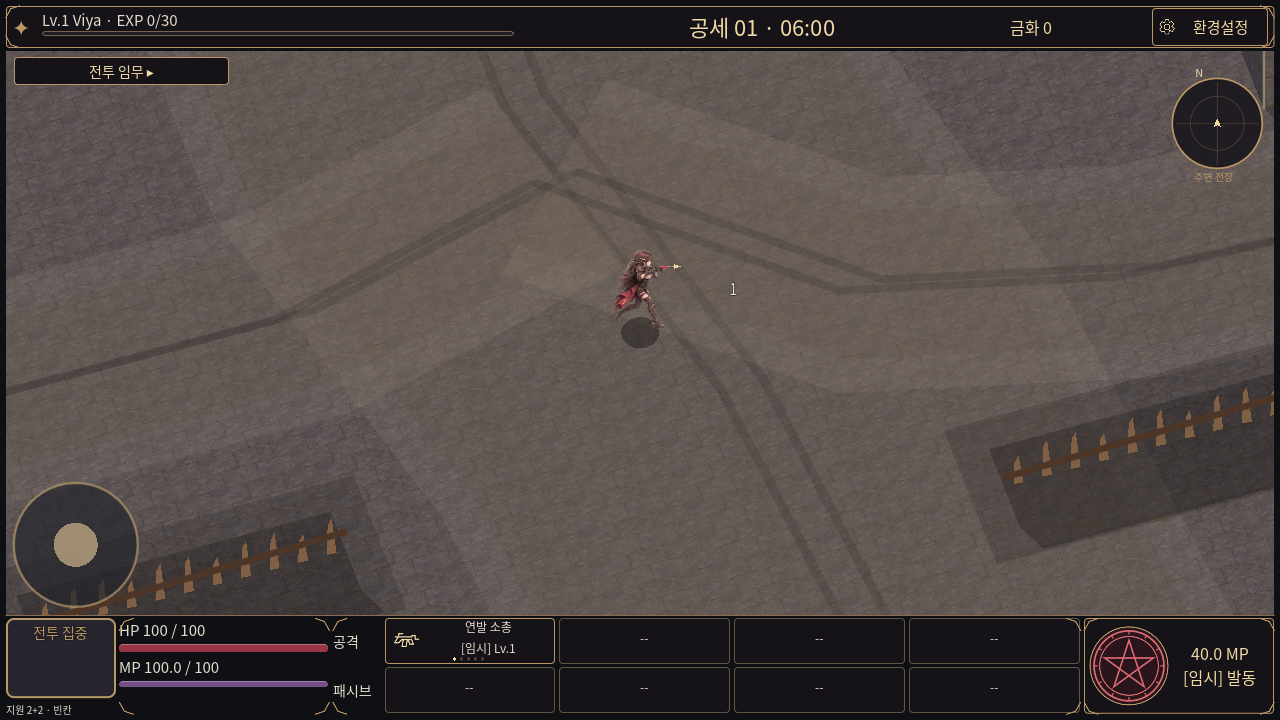 Lv.1 Viya · EXP 0/30
공세 01 · 06:00
금화 0
환경설정
전투 임무 ▸
N
주변 전장
1
전투 집중
HP 100 / 100
MP 100.0 / 100
지원 2+2 · 빈칸
공격
연발 소총
[임시] Lv.1
--
--
--
패시브
--
--
--
--
40.0 MP
[임시] 발동